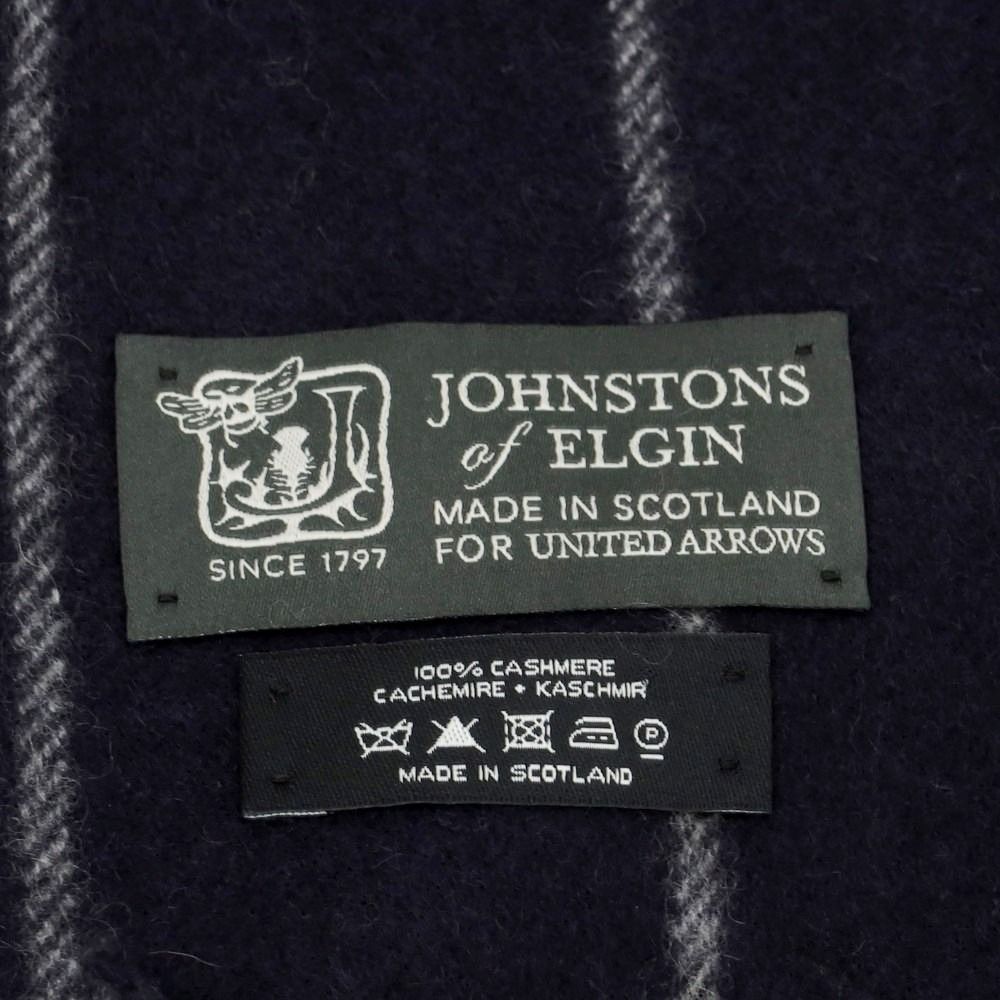 JOHNSTONS
of ELGIN
MADE IN SCOTLAND
FOR UNITED ARROWS
SINCE 1797
100% CASHMERE
CACHEMIRE • KASCHMIR
P
MADE IN SCOTLAND